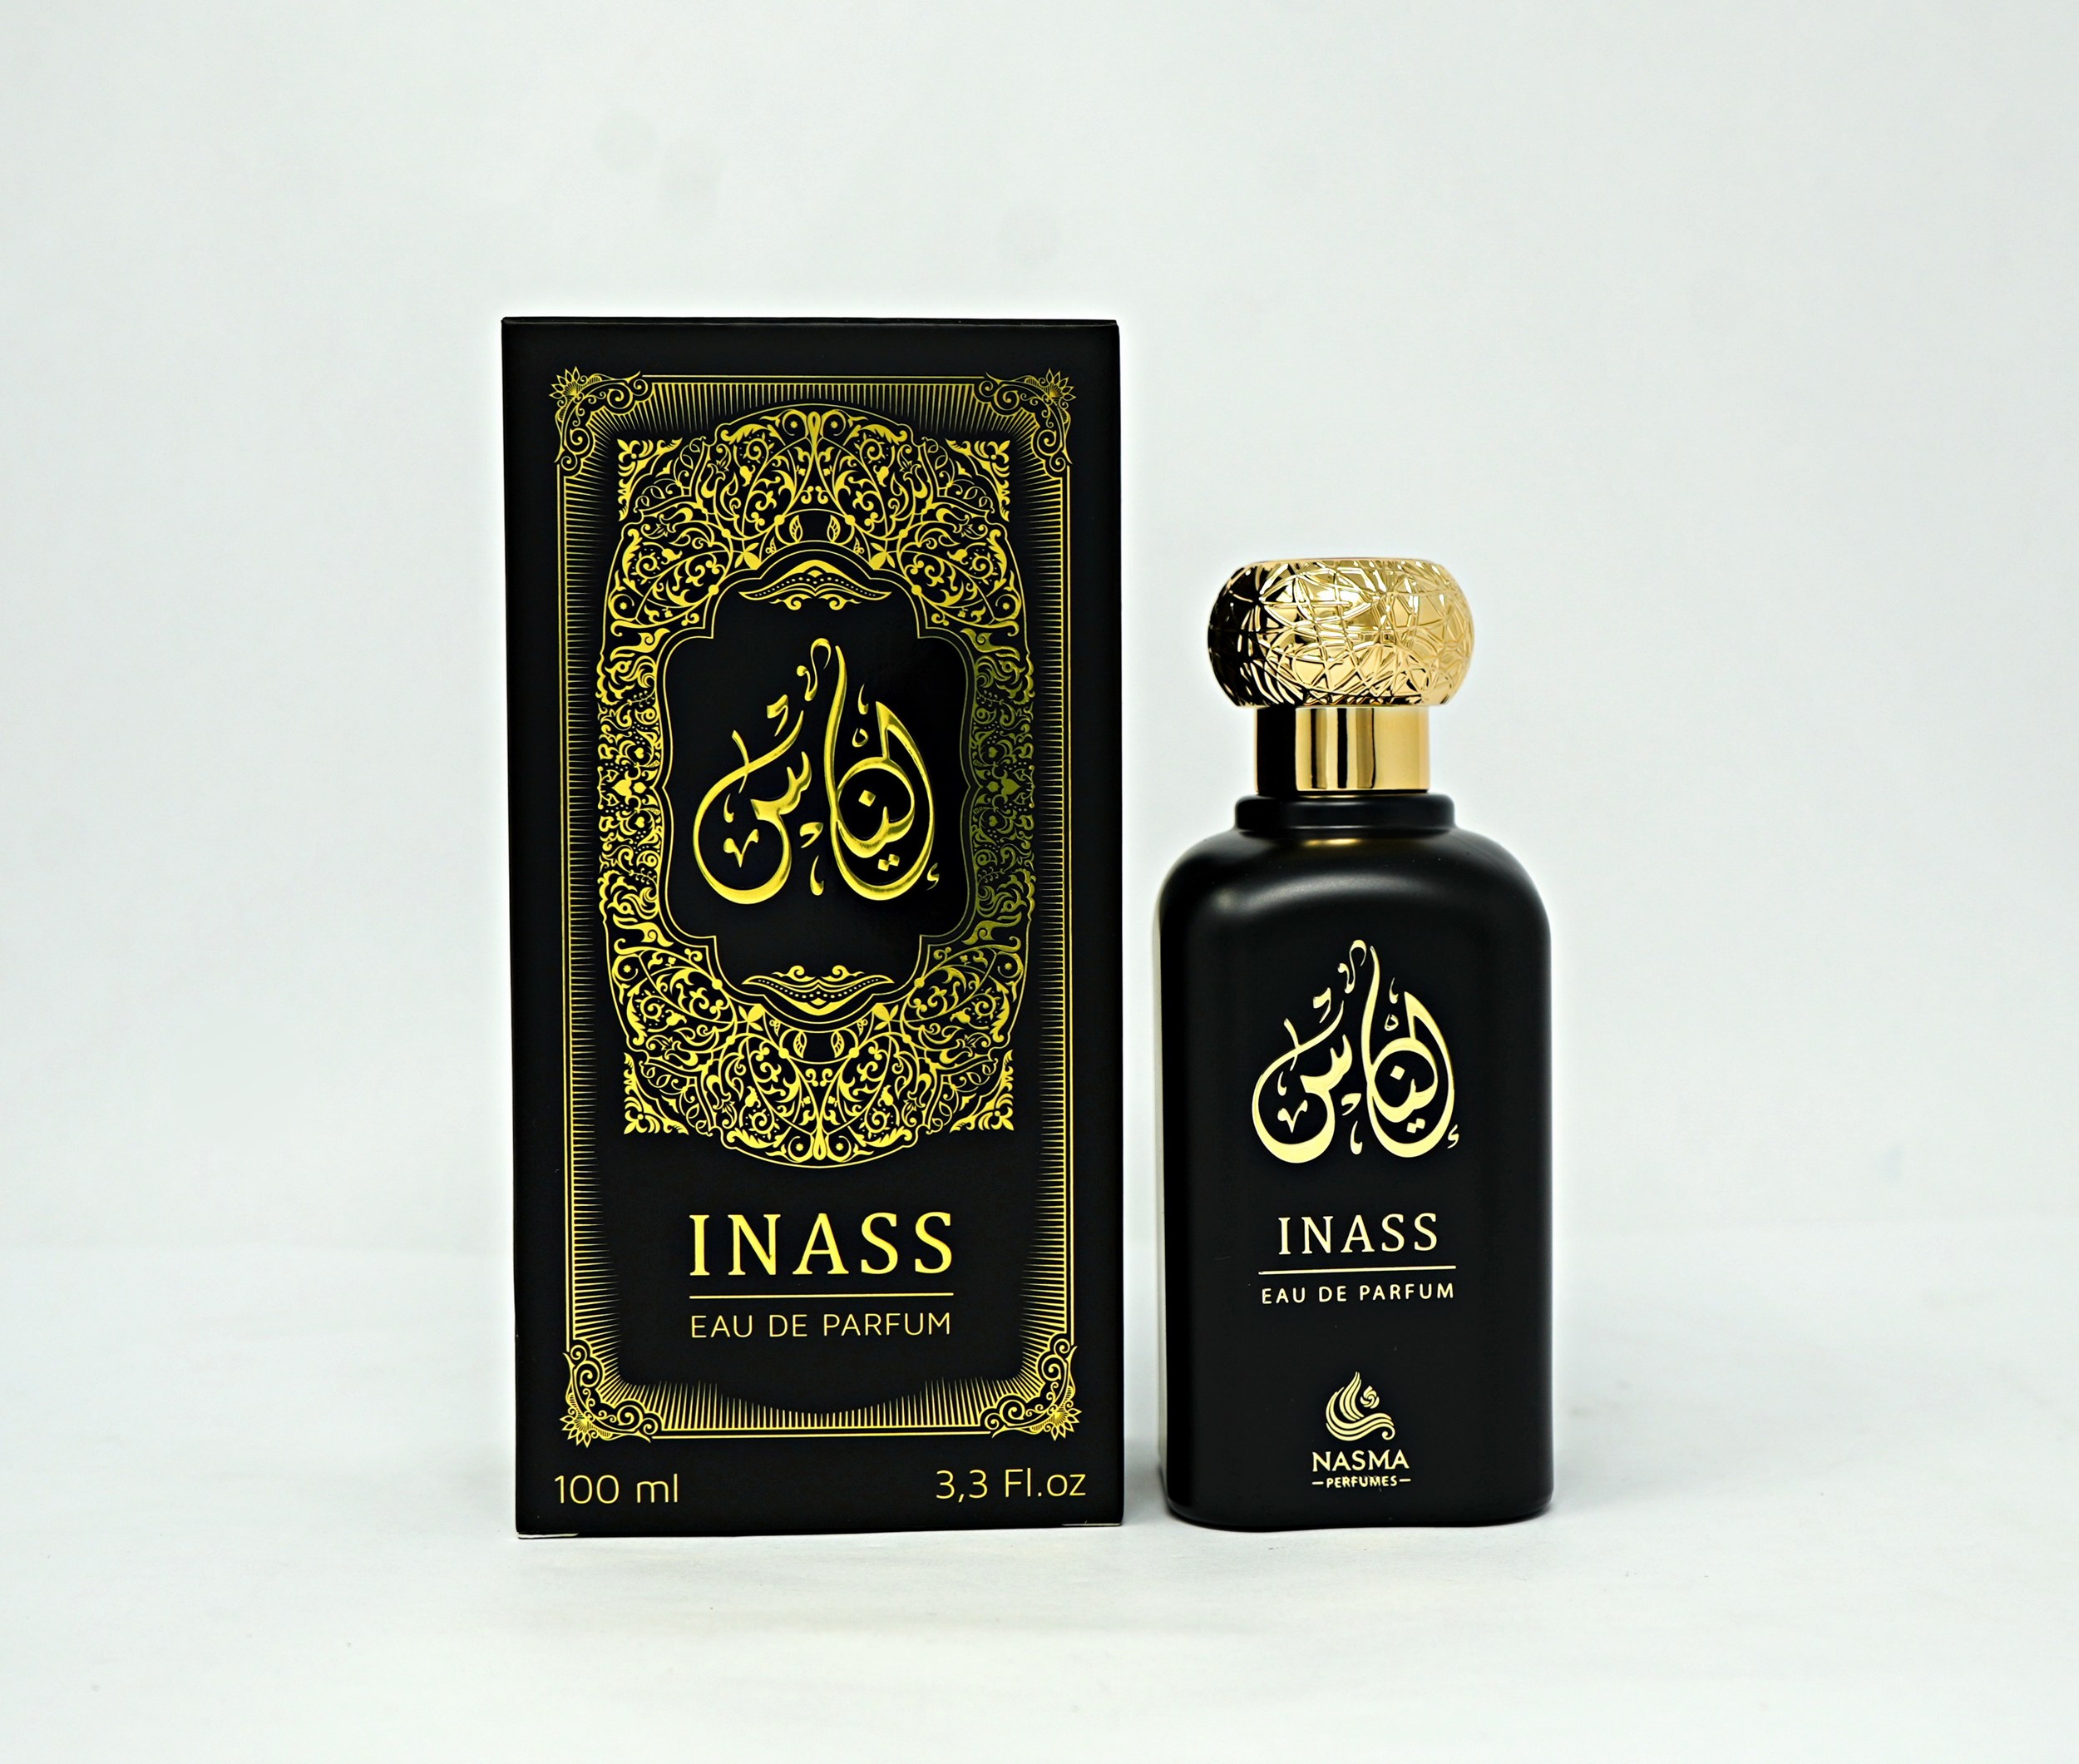 إيناس
INASS
EAU DE PARFUM
100 ml
3,3 Fl.oz
إيناس
INASS
EAU DE PARFUM
NASMA
PERFUMES